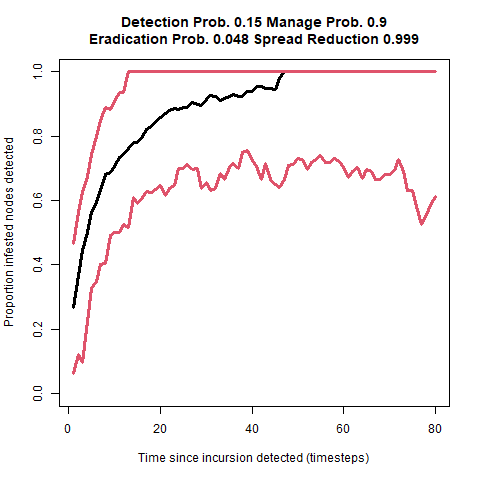 Detection Prob. 0.15 Manage Prob. 0.9
Eradication Prob. 0.048 Spread Reduction 0.999
Proportion infested nodes detected
1.0
0.8
0.6
0.4
0.2
0.0
0
20
40
60
80
Time since incursion detected (timesteps)